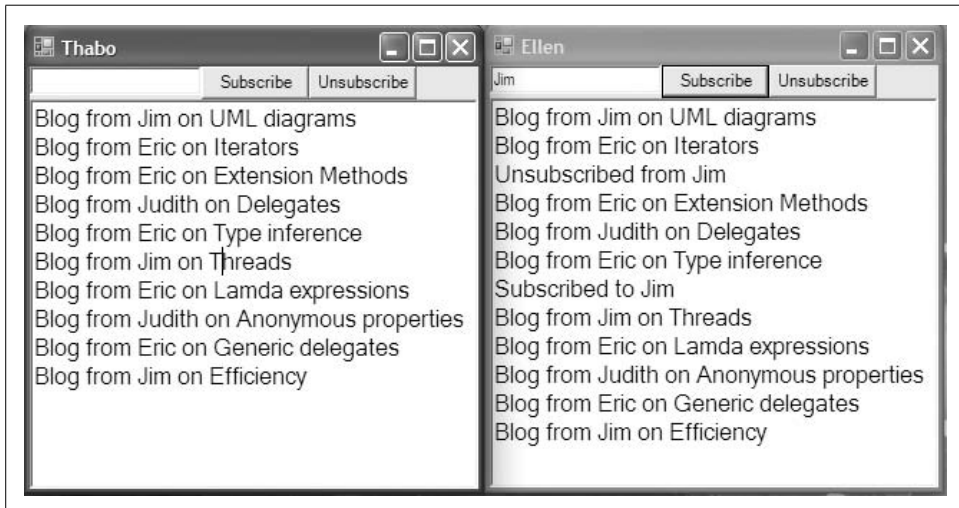 Thabo
Subscribe Unsubscribe
Blog from Jim on UML diagrams
Blog from Eric on Iterators
Blog from Eric on Extension Methods
Blog from Judith on Delegates
Blog from Eric on Type inference
Blog from Jim on Threads
Blog from Eric on Lamda expressions
Blog from Judith on Anonymous properties
Blog from Eric on Generic delegates
Blog from Jim on Efficiency
Ellen
Jim Subscribe Unsubscribe
Blog from Jim on UML diagrams
Blog from Eric on Iterators
Unsubscribed from Jim
Blog from Eric on Extension Methods
Blog from Judith on Delegates
Blog from Eric on Type inference
Subscribed to Jim
Blog from Jim on Threads
Blog from Eric on Lamda expressions
Blog from Judith on Anonymous properties
Blog from Eric on Generic delegates
Blog from Jim on Efficiency